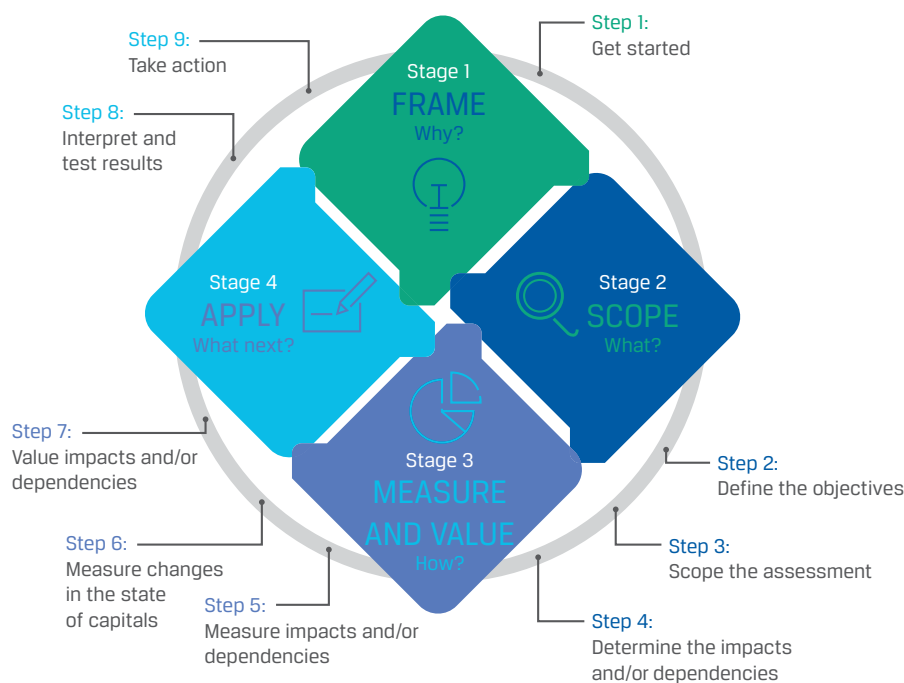 Stage 1
FRAME
Why?
Stage 2
SCOPE
What?
Stage 3
MEASURE
AND VALUE
How?
Stage 4
APPLY
What next?
Step 1:
Get started
Step 2:
Define the objectives
Step 3:
Scope the assessment
Step 4:
Determine the impacts
and/or dependencies
Step 5:
Measure impacts and/or
dependencies
Step 6:
Measure changes
in the state
of capitals
Step 7:
Value impacts and/or
dependencies
Step 8:
Interpret and
test results
Step 9:
Take action